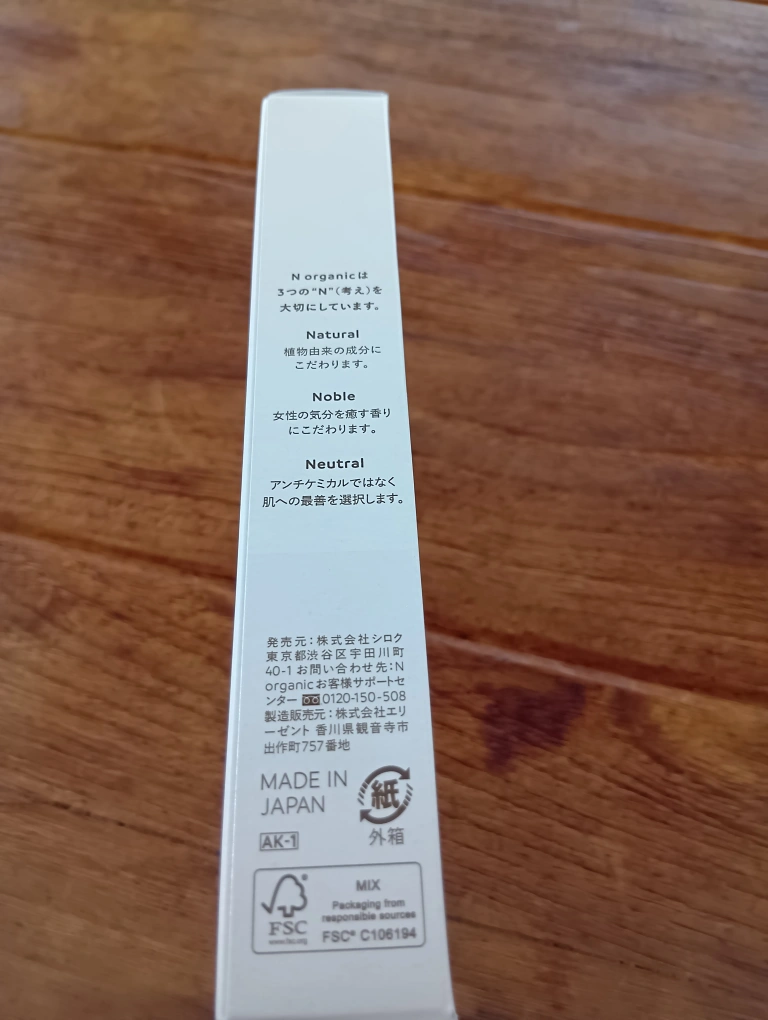 N organicは
3つの“N”(考え)を
大切にしています。
Natural
植物由来の成分に
こだわります。
Noble
女性の気分を癒す香り
にこだわります。
Neutral
アンチケミカルではなく
肌への最善を選択します。
発売元：株式会社シロク
東京都渋谷区宇田川町
40-1 お問い合わせ先：N
organicお客様サポートセ
ンター 0120-150-508
製造販売元：株式会社エリ
ーゼント 香川県観音寺市
出作町757番地
MADE IN
JAPAN
紙
外箱
AK-1
FSC
www.fsc.org
MIX
Packaging from
responsible sources
FSC® C106194